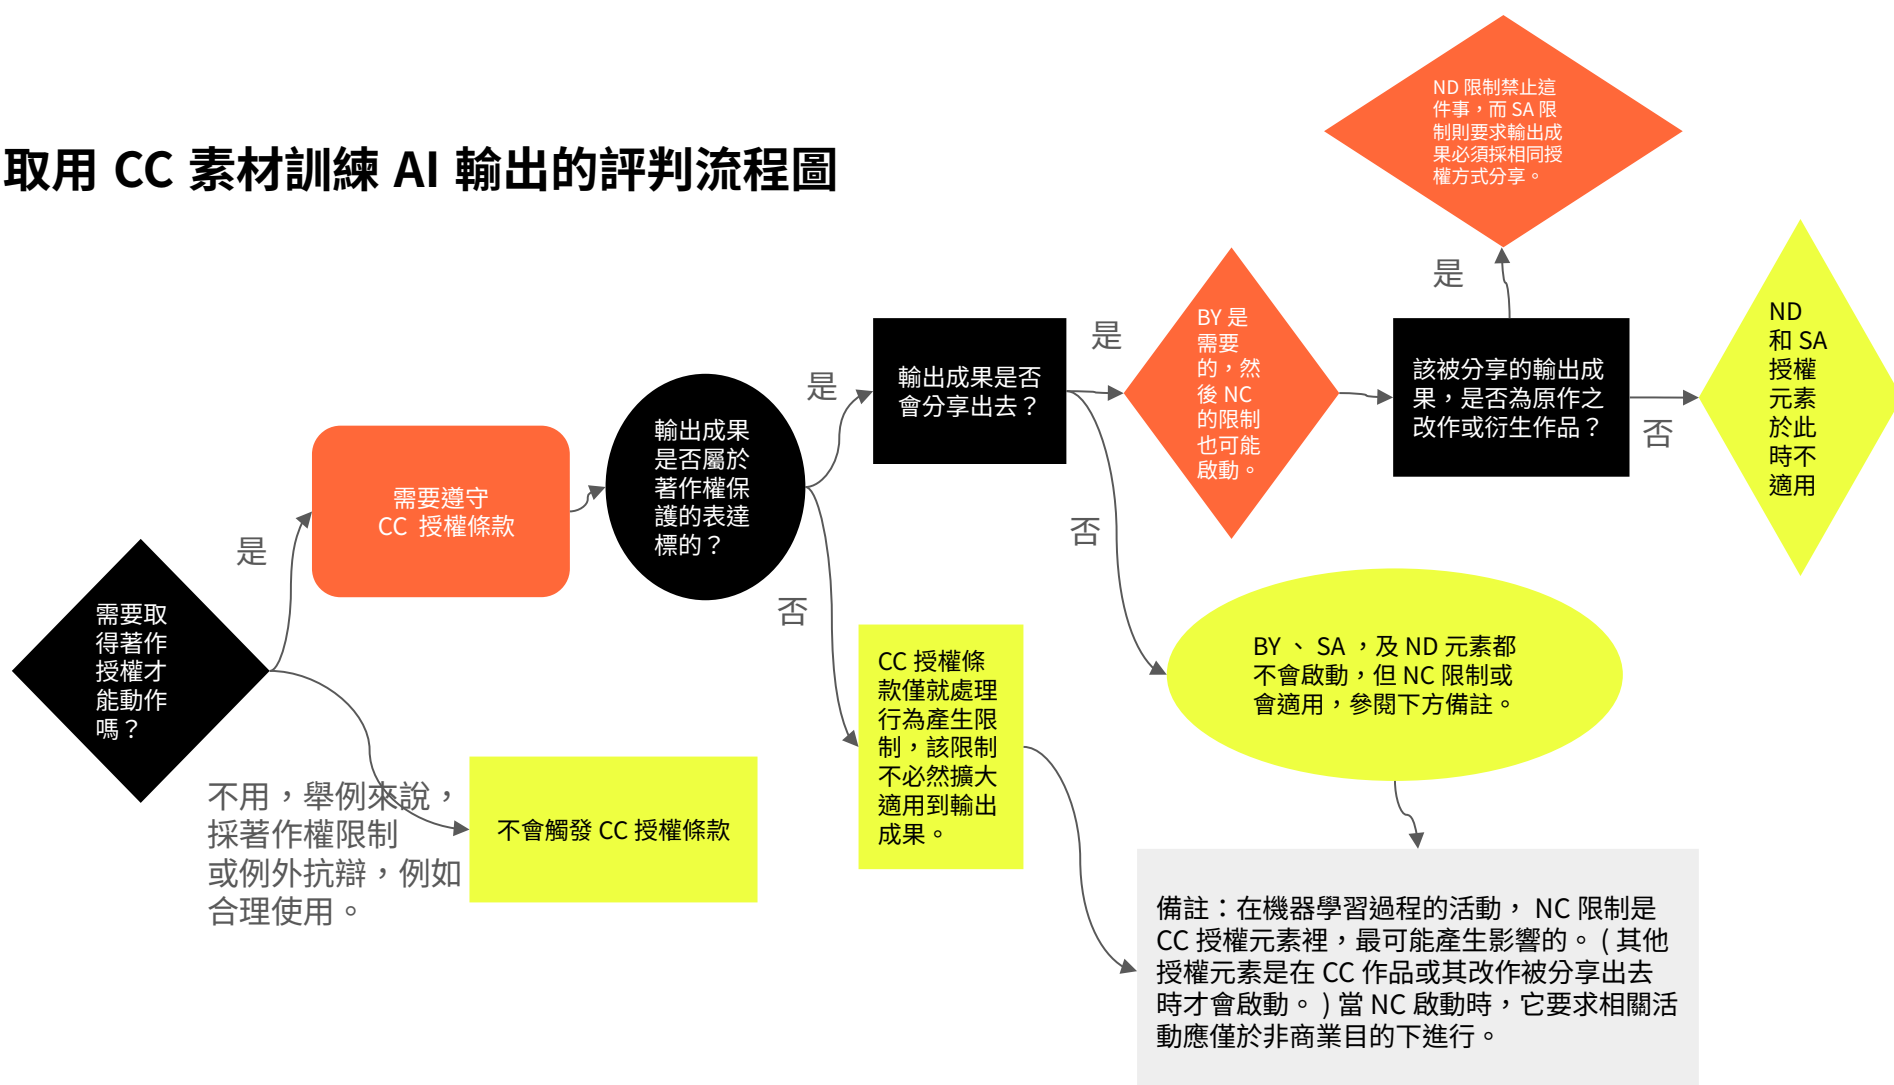 取用 CC 素材訓練 AI 輸出的評判流程圖
需要取
得著作
授權才
能動作
嗎？
是
需要遵守
CC 授權條款
不用，舉例來說，
採著作權限制
或例外抗辯，例如
合理使用。
不會觸發 CC 授權條款
輸出成果
是否屬於
著作權保
護的表達
標的？
是
輸出成果是否
會分享出去？
否
CC 授權條
款僅就處理
行為產生限
制，該限制
不必然擴大
適用到輸出
成果。
是
BY 是
需要
的，然
後 NC
的限制
也可能
啟動。
否
BY 、 SA ，及 ND 元素都
不會啟動，但 NC 限制或
會適用，參閱下方備註。
該被分享的輸出成
果，是否為原作之
改作或衍生作品？
是
ND 限制禁止這
件事，而 SA 限
制則要求輸出成
果必須採相同授
權方式分享。
否
ND
和 SA
授權
元素
於此
時不
適用
備註：在機器學習過程的活動， NC 限制是
CC 授權元素裡，最可能產生影響的。 ( 其他
授權元素是在 CC 作品或其改作被分享出去
時才會啟動。 ) 當 NC 啟動時，它要求相關活
動應僅於非商業目的下進行。